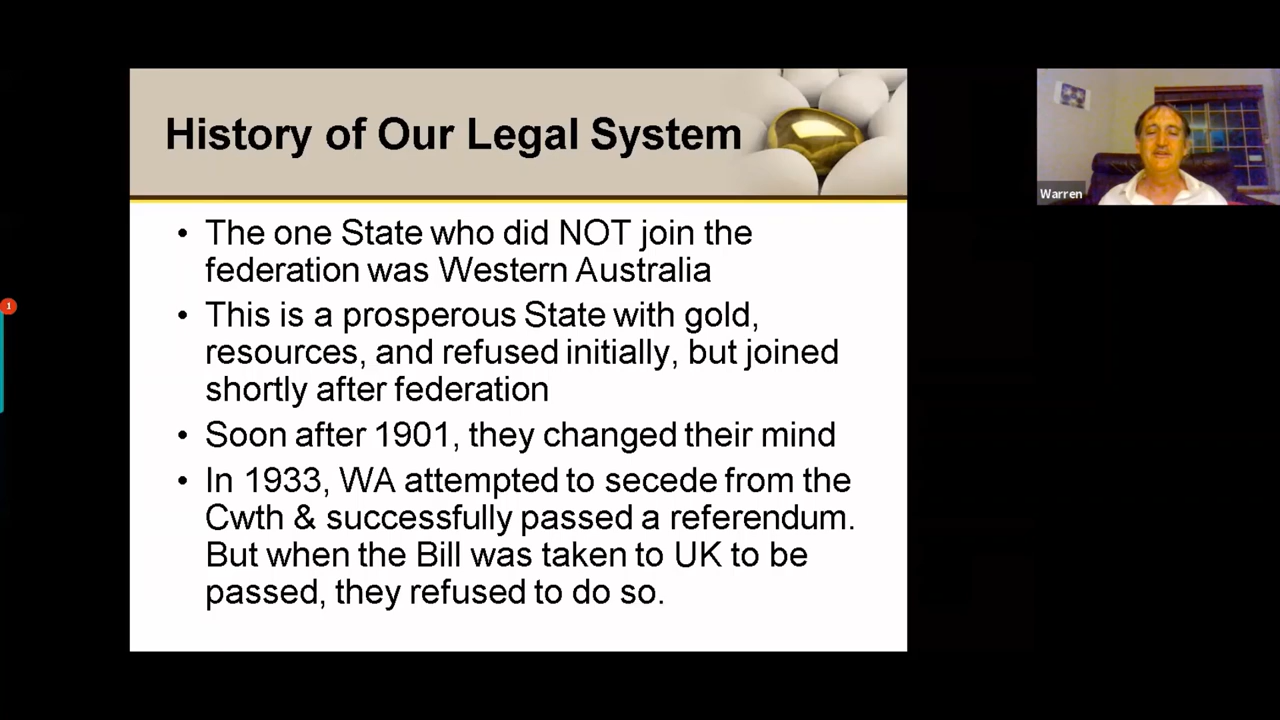 History of Our Legal System
• The one State who did NOT join the
federation was Western Australia
• This is a prosperous State with gold,
resources, and refused initially, but joined
shortly after federation
• Soon after 1901, they changed their mind
• In 1933, WA attempted to secede from the
Cwth & successfully passed a referendum.
But when the Bill was taken to UK to be
passed, they refused to do so.
Warren
1